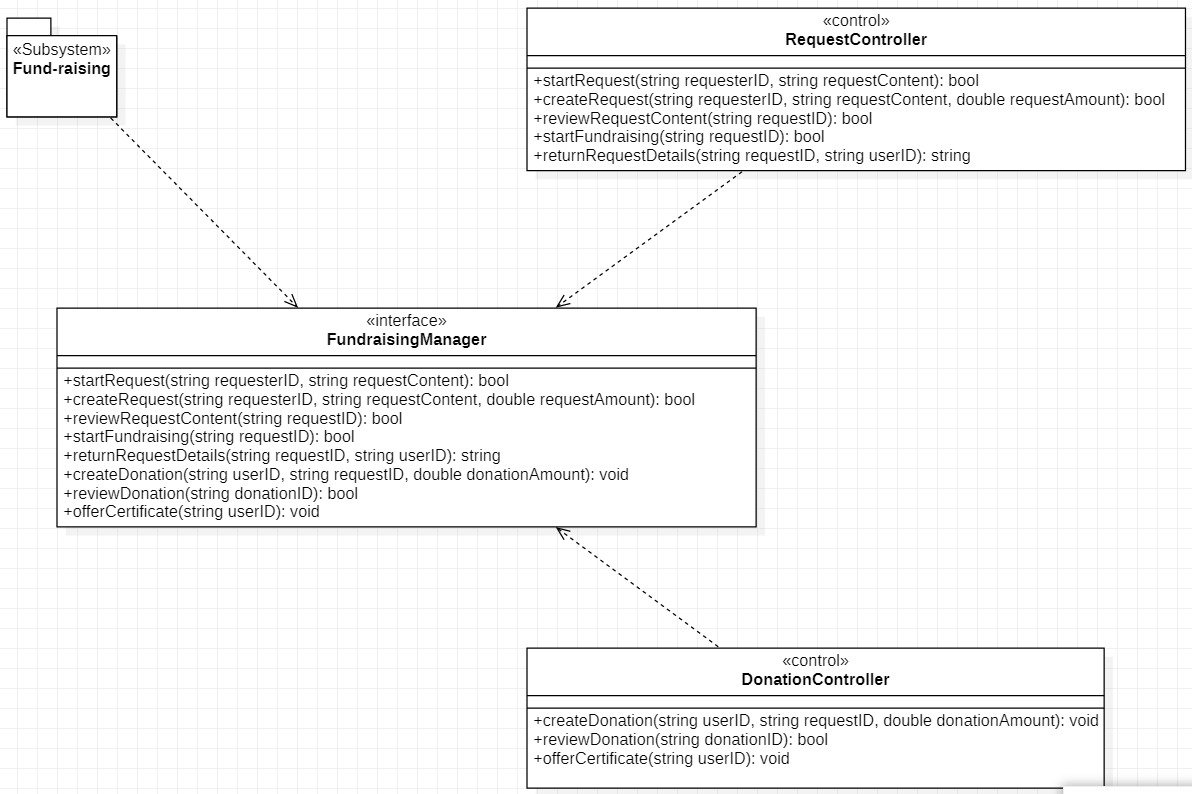 «Subsystem»
Fund-raising
«control»
RequestController
+startRequest(string requesterID, string requestContent): bool
+createRequest(string requesterID, string requestContent, double requestAmount): bool
+reviewRequestContent(string requestID): bool
+startFundraising(string requestID): bool
+returnRequestDetails(string requestID, string userID): string
«interface»
FundraisingManager
+startRequest(string requesterID, string requestContent): bool
+createRequest(string requesterID, string requestContent, double requestAmount): bool
+reviewRequestContent(string requestID): bool
+startFundraising(string requestID): bool
+returnRequestDetails(string requestID, string userID): string
+createDonation(string userID, string requestID, double donationAmount): void
+reviewDonation(string donationID): bool
+offerCertificate(string userID): void
«control»
DonationController
+createDonation(string userID, string requestID, double donationAmount): void
+reviewDonation(string donationID): bool
+offerCertificate(string userID): void